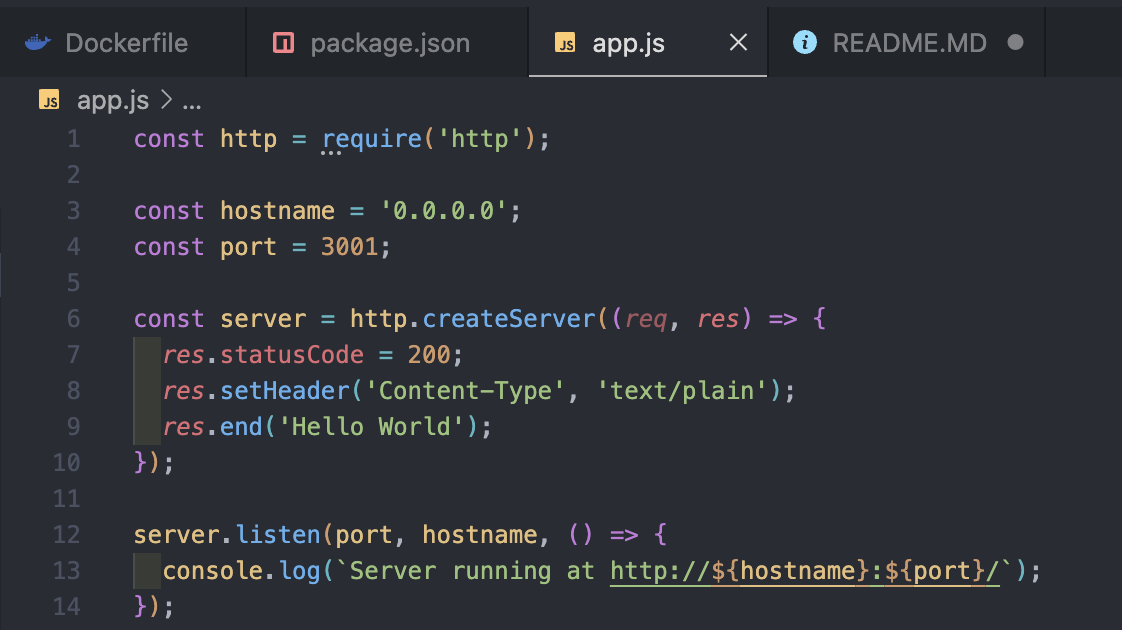 Dockerfile package.json JS app.js README.MD
JS app.js > ...
1 const http = require('http');
2
3 const hostname = '0.0.0.0';
4 const port = 3001;
5
6 const server = http.createServer((req, res) => {
7   res.statusCode = 200;
8   res.setHeader('Content-Type', 'text/plain');
9   res.end('Hello World');
10 });
11
12 server.listen(port, hostname, () => {
13   console.log(`Server running at http://${hostname}:${port}/`);
14 });